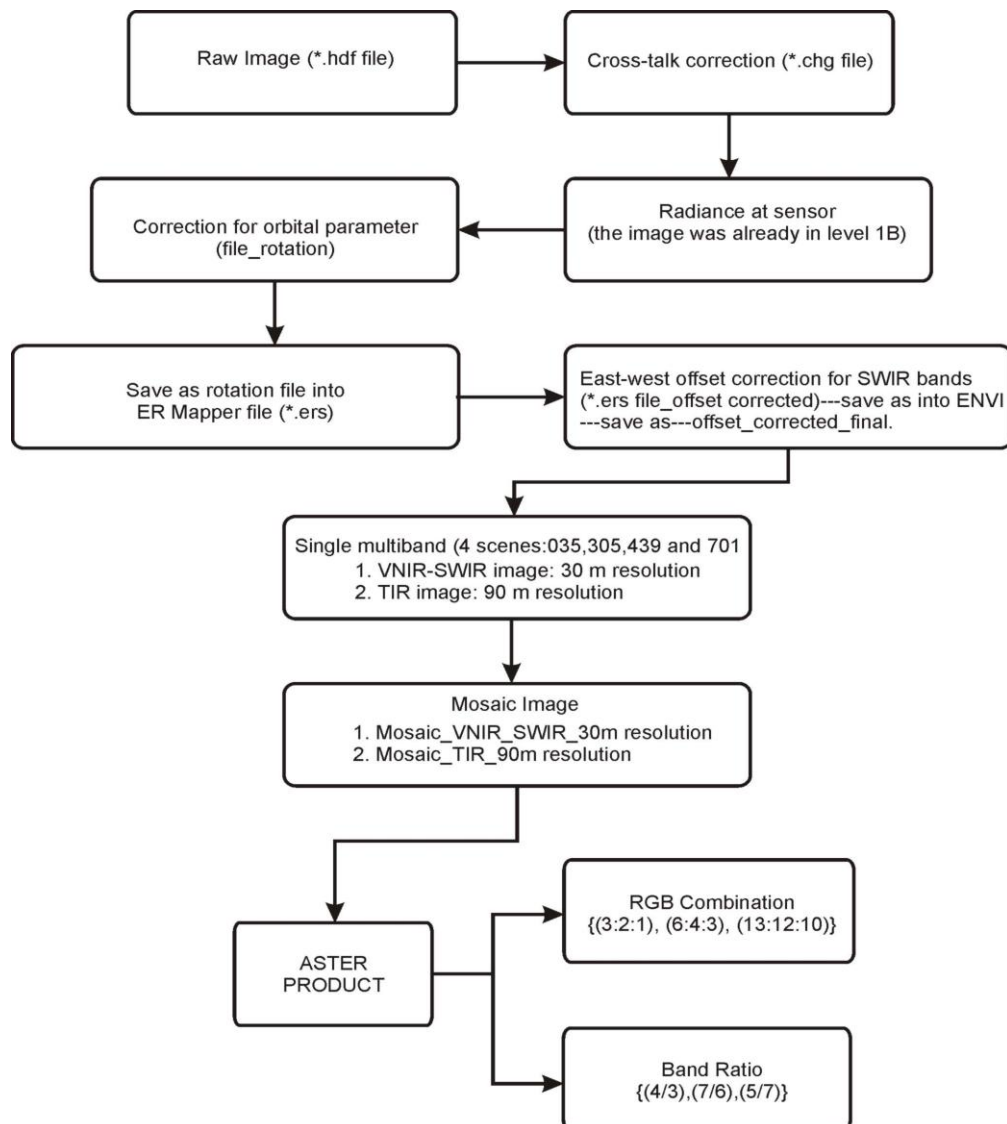 Raw Image (*.hdf file)
Cross-talk correction (*.chg file)
Radiance at sensor
(the image was already in level 1B)
Correction for orbital parameter
(file_rotation)
Save as rotation file into
ER Mapper file (*.ers)
East-west offset correction for SWIR bands
(*.ers file_offset corrected)---save as into ENVI
---save as---offset_corrected_final.
Single multiband (4 scenes:035,305,439 and 701
1. VNIR-SWIR image: 30 m resolution
2. TIR image: 90 m resolution
Mosaic Image
1. Mosaic_VNIR_SWIR_30m resolution
2. Mosaic_TIR_90m resolution
ASTER
PRODUCT
RGB Combination
{(3:2:1), (6:4:3), (13:12:10)}
Band Ratio
{(4/3),(7/6),(5/7)}